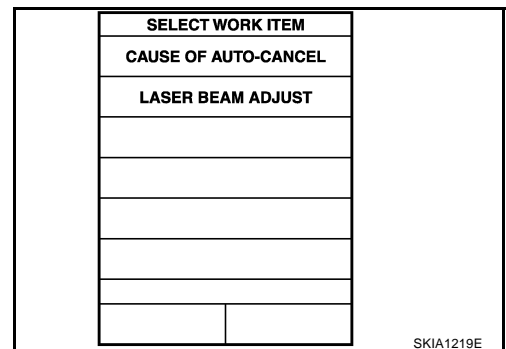 SELECT WORK ITEM
CAUSE OF AUTO-CANCEL
LASER BEAM ADJUST
SKIA1219E